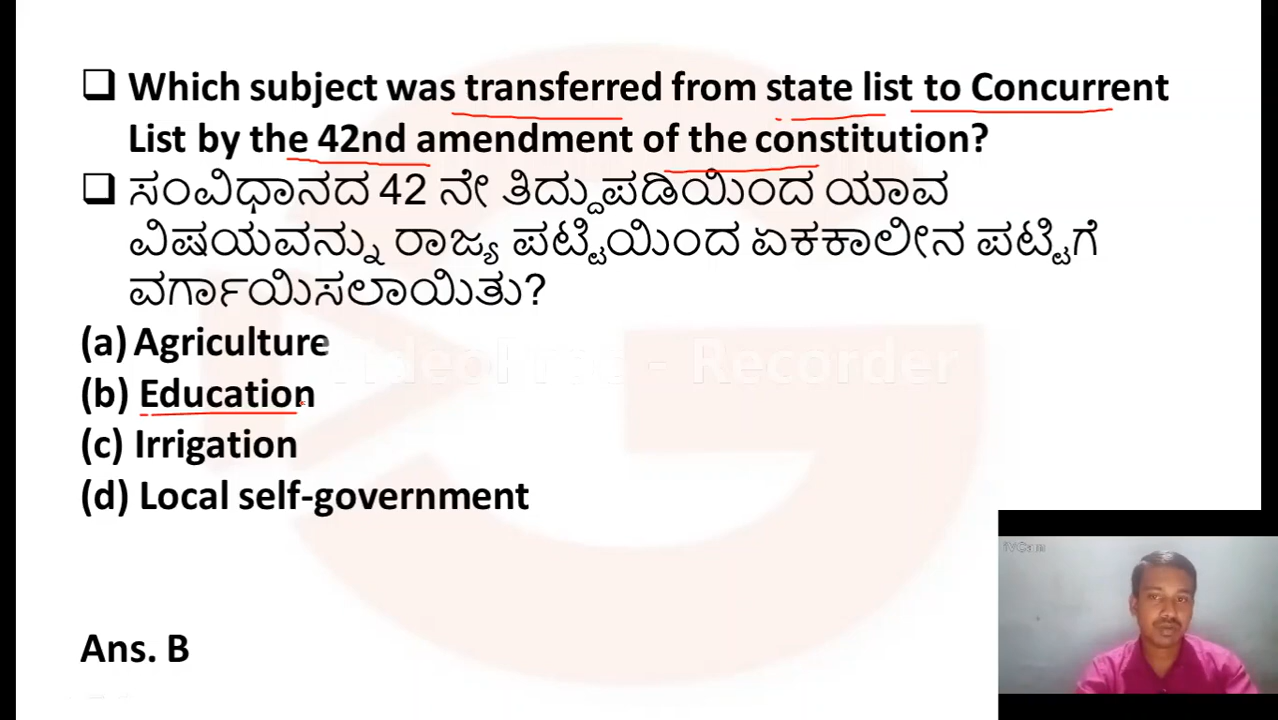 ❑ Which subject was transferred from state list to Concurrent
List by the 42nd amendment of the constitution?
❑ ಸಂವಿಧಾನದ 42 ನೇ ತಿದ್ದುಪಡಿಯಿಂದ ಯಾವ
ವಿಷಯವನ್ನು ರಾಜ್ಯ ಪಟ್ಟಿಯಿಂದ ಏಕಕಾಲೀನ ಪಟ್ಟಿಗೆ
ವರ್ಗಾಯಿಸಲಾಯಿತು?
(a) Agriculture
(b) Education
(c) Irrigation
(d) Local self-government
Ans. B
iVCam